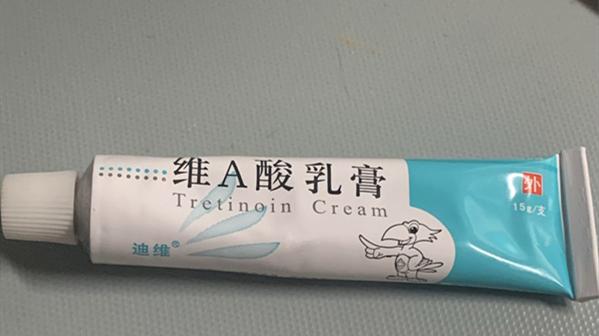 维A酸乳膏
Tretinoin Cream
迪维®
外
15g/支